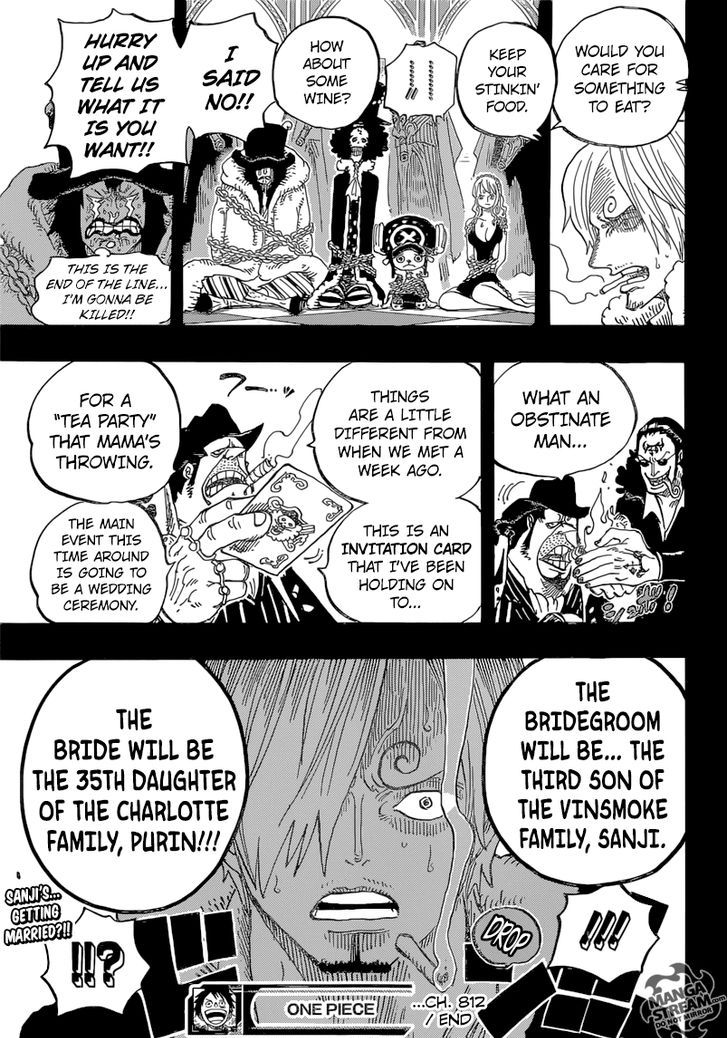 WOULD YOU
CARE FOR
SOMETHING
TO EAT?
KEEP
YOUR
STINKIN'
FOOD.
HOW
ABOUT
SOME
WINE?
I
SAID
NO!!
HURRY
UP AND
TELL US
WHAT IT
IS YOU
WANT!!
THIS IS THE
END OF THE LINE...
I'M GONNA BE
KILLED!!
WHAT AN
OBSTINATE
MAN...
THINGS
ARE A LITTLE
DIFFERENT FROM
WHEN WE MET A
WEEK AGO.
THIS IS AN
INVITATION CARD
THAT I'VE BEEN
HOLDING ON
TO...
FOR A
"TEA PARTY"
THAT MAMA'S
THROWING.
THE MAIN
EVENT THIS
TIME AROUND
IS GOING TO
BE A WEDDING
CEREMONY.
THE
BRIDEGROOM
WILL BE... THE
THIRD SON OF
THE VINSMOKE
FAMILY, SANJI.
THE
BRIDE WILL BE
THE 35TH DAUGHTER
OF THE CHARLOTTE
FAMILY, PURIN!!!
!!!
DROP
SANJI'S...
GETTING
MARRIED?!!
!!?
ONE PIECE
...CH. 812
/ END
MANGA
STREAM.COM
DO NOT MIRROR